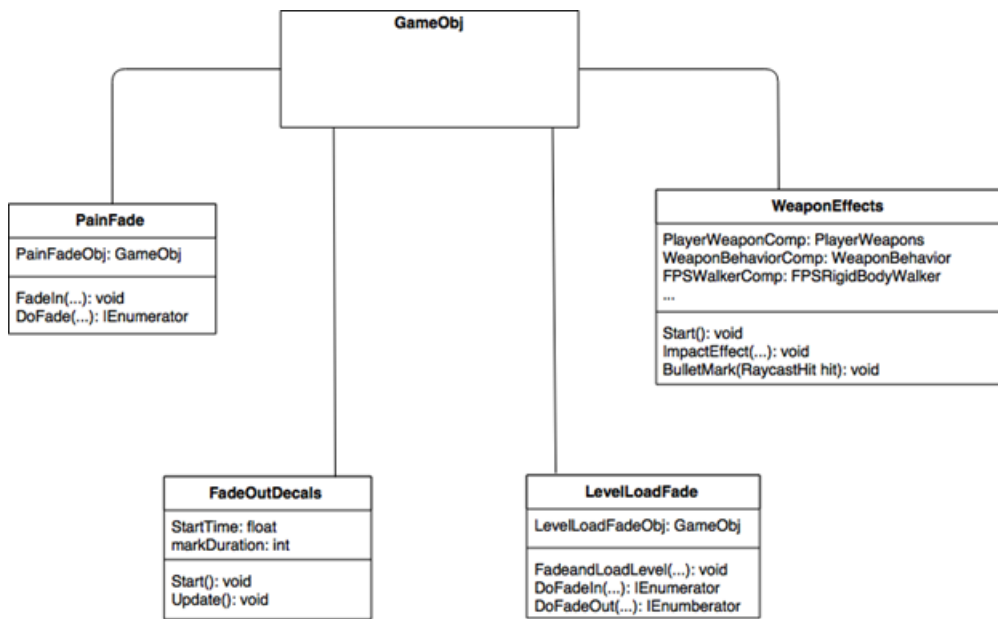 GameObj
PainFade
PainFadeObj: GameObj
FadeIn(...): void
DoFade(...): IEnumerator
WeaponEffects
PlayerWeaponComp: PlayerWeapons
WeaponBehaviorComp: WeaponBehavior
FPSWalkerComp: FPSRigidBodyWalker
...
Start(): void
ImpactEffect(...): void
BulletMark(RaycastHit hit): void
FadeOutDecals
StartTime: float
markDuration: int
Start(): void
Update(): void
LevelLoadFade
LevelLoadFadeObj: GameObj
FadeandLoadLevel(...): void
DoFadeIn(...): IEnumerator
DoFadeOut(...): IEnumberator